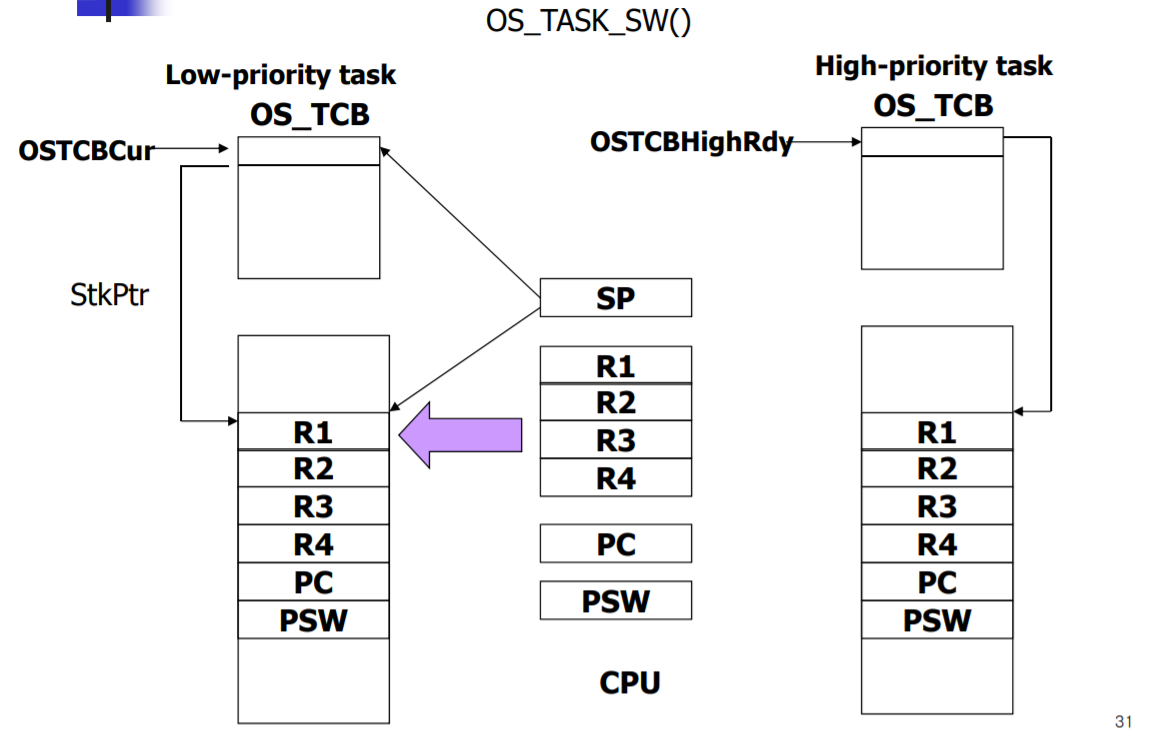 OS_TASK_SW()
Low-priority task
OS_TCB
High-priority task
OS_TCB
OSTCBCur
OSTCBHighRdy
StkPtr
SP
R1
R2
R3
R4
PC
PSW
CPU
R1
R2
R3
R4
PC
PSW
R1
R2
R3
R4
PC
PSW
31